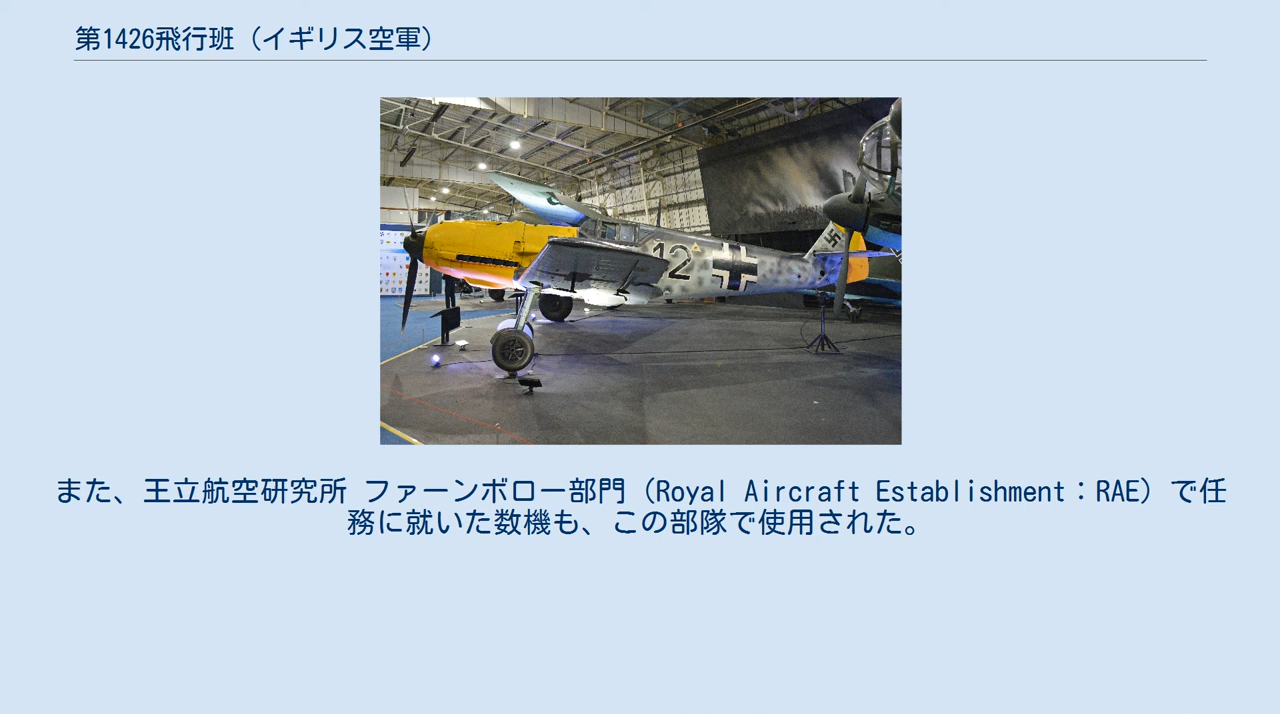 第1426飛行班（イギリス空軍）
12
また、王立航空研究所 ファーンボロー部門（Royal Aircraft Establishment：RAE）で任
務に就いた数機も、この部隊で使用された。